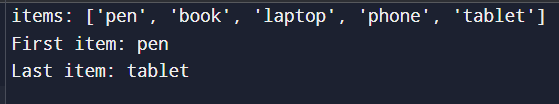 items: ['pen', 'book', 'laptop', 'phone', 'tablet']
First item: pen
Last item: tablet